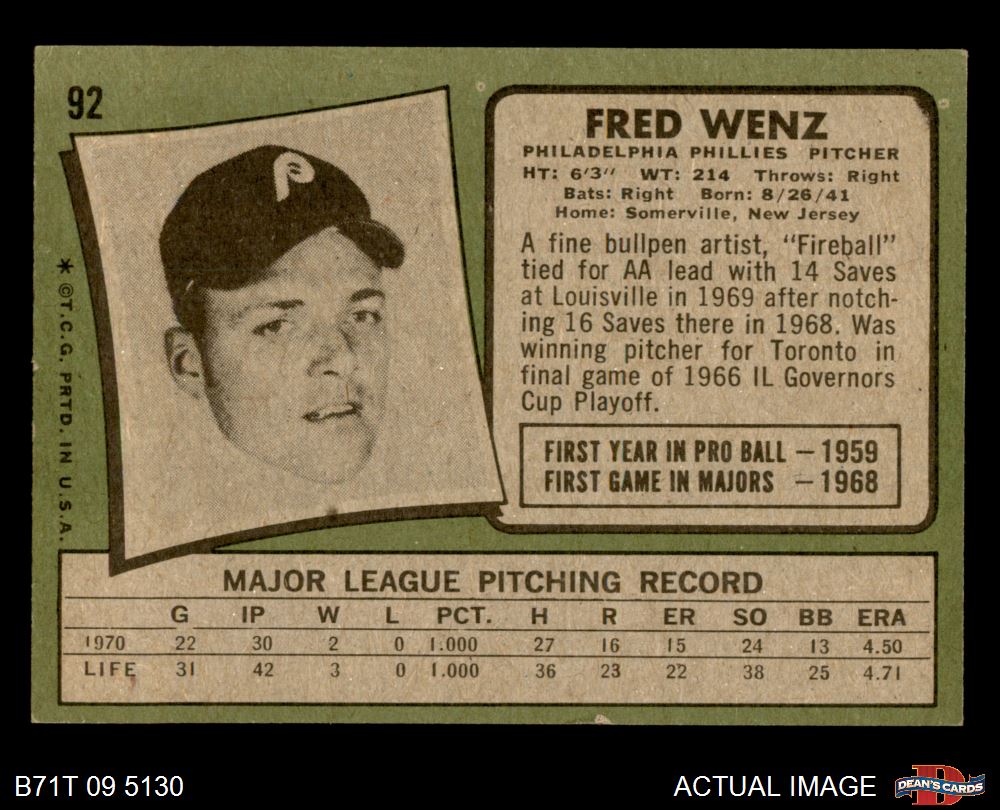 92
P
* ©T.C.G. PRTD. IN U.S.A.
FRED WENZ
PHILADELPHIA PHILLIES PITCHER
HT: 6'3" WT: 214 Throws: Right
Bats: Right Born: 8/26/41
Home: Somerville, New Jersey
A fine bullpen artist, "Fireball"
tied for AA lead with 14 Saves
at Louisville in 1969 after notch-
ing 16 Saves there in 1968. Was
winning pitcher for Toronto in
final game of 1966 IL Governors
Cup Playoff.
FIRST YEAR IN PRO BALL — 1959
FIRST GAME IN MAJORS — 1968
MAJOR LEAGUE PITCHING RECORD
G IP W L PCT. H R ER SO BB ERA
1970 22 30 2 0 1.000 27 16 15 24 13 4.50
LIFE 31 42 3 0 1.000 36 23 22 38 25 4.71
B71T 09 5130
ACTUAL IMAGE
D
DEAN'S CARDS